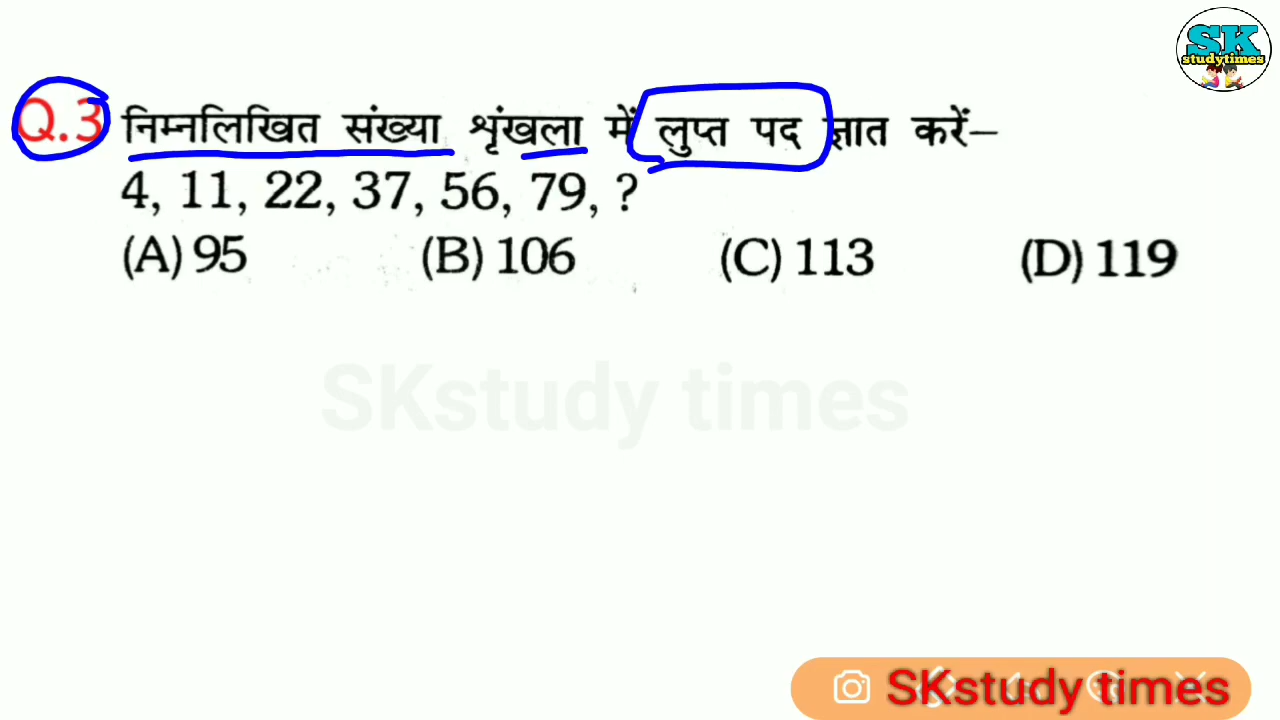 SK
studytimes
Q.3 निम्नलिखित संख्या शृंखला में लुप्त पद ज्ञात करें–
4, 11, 22, 37, 56, 79, ?
(A) 95 (B) 106 (C) 113 (D) 119
SKstudy times
SKstudy times